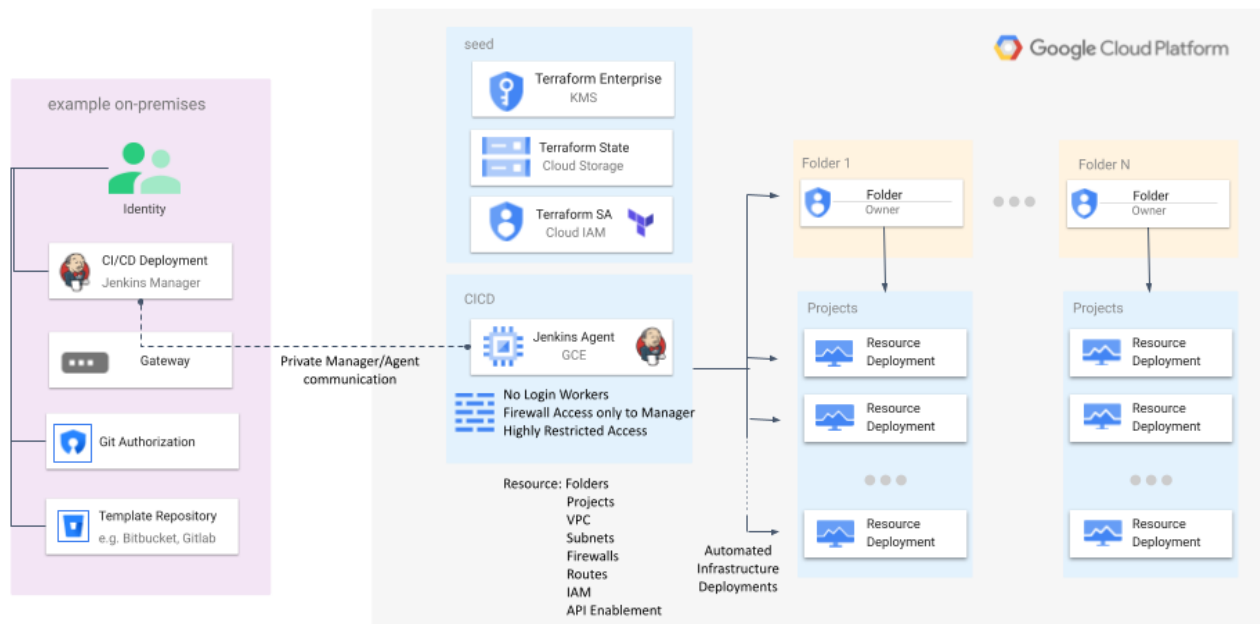 Google Cloud Platform
example on-premises
Identity
CI/CD Deployment
Jenkins Manager
Gateway
Git Authorization
Template Repository
e.g. Bitbucket, Gitlab
Private Manager/Agent
communication
seed
Terraform Enterprise
KMS
Terraform State
Cloud Storage
Terraform SA
Cloud IAM
CICD
Jenkins Agent
GCE
No Login Workers
Firewall Access only to Manager
Highly Restricted Access
Resource: Folders
Projects
VPC
Subnets
Firewalls
Routes
IAM
API Enablement
Automated
Infrastructure
Deployments
Folder 1
Folder
Owner
Projects
Resource
Deployment
Resource
Deployment
Resource
Deployment
Folder N
Folder
Owner
Projects
Resource
Deployment
Resource
Deployment
Resource
Deployment